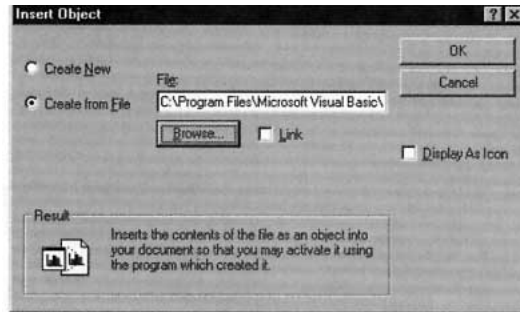 Insert Object
OK
Create New
File:
Cancel
Create from File
C:\Program Files\Microsoft Visual Basic\
Browse...
Link
Display As Icon
Result
Inserts the contents of the file as an object into
your document so that you may activate it using
the program which created it.